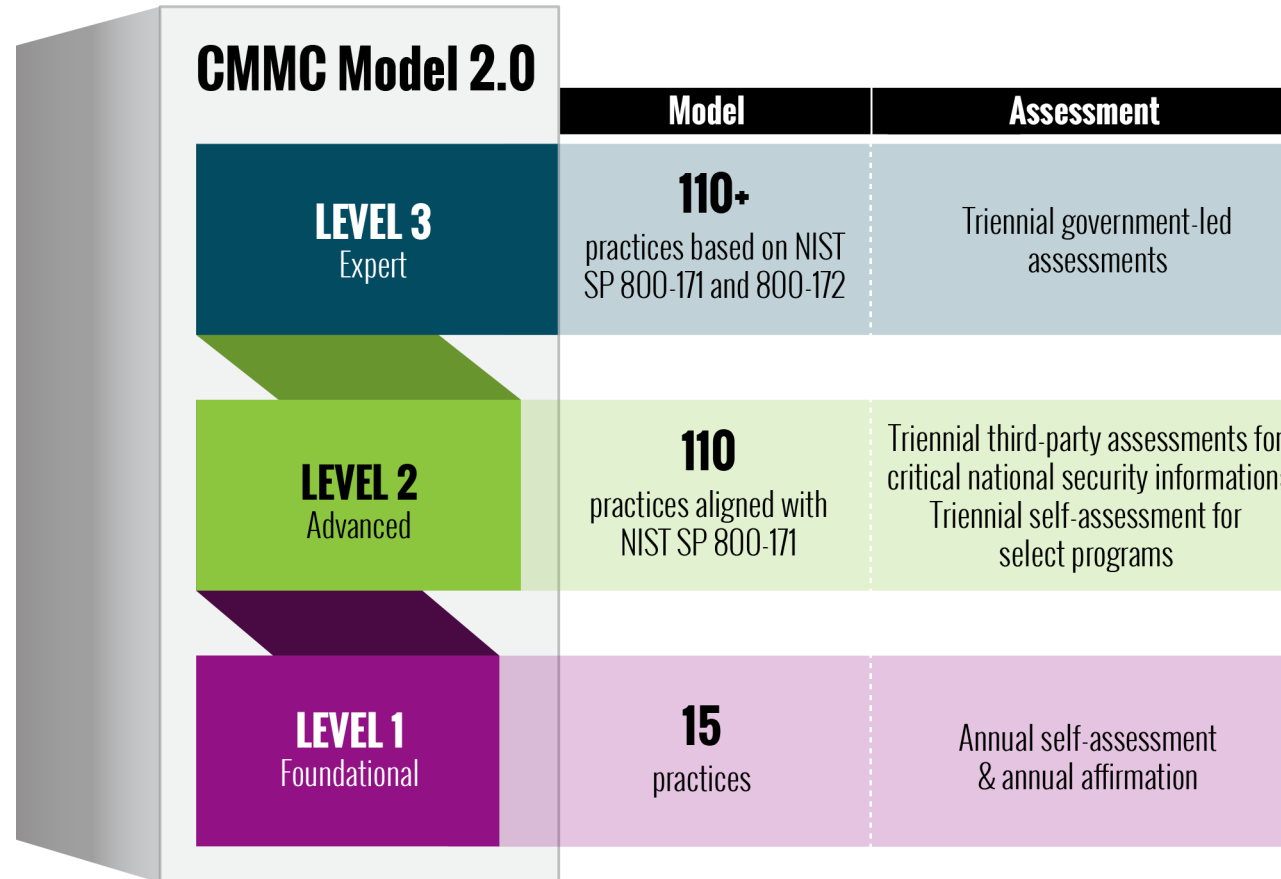 CMMC Model 2.0
Model
Assessment
LEVEL 3
Expert
110+
practices based on NIST
SP 800-171 and 800-172
Triennial government-led
assessments
LEVEL 2
Advanced
110
practices aligned with
NIST SP 800-171
Triennial third-party assessments for
critical national security information;
Triennial self-assessment for
select programs
LEVEL 1
Foundational
15
practices
Annual self-assessment
& annual affirmation